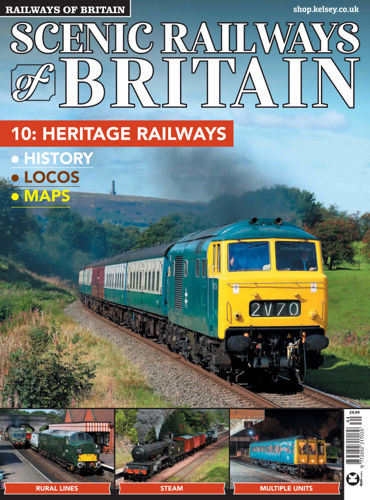 RAILWAYS OF BRITAIN
shop.kelsey.co.uk
SCENIC RAILWAYS
of BRITAIN
10: HERITAGE RAILWAYS
• HISTORY
• LOCOS
• MAPS
2V70
£9.99
RURAL LINES
STEAM
MULTIPLE UNITS